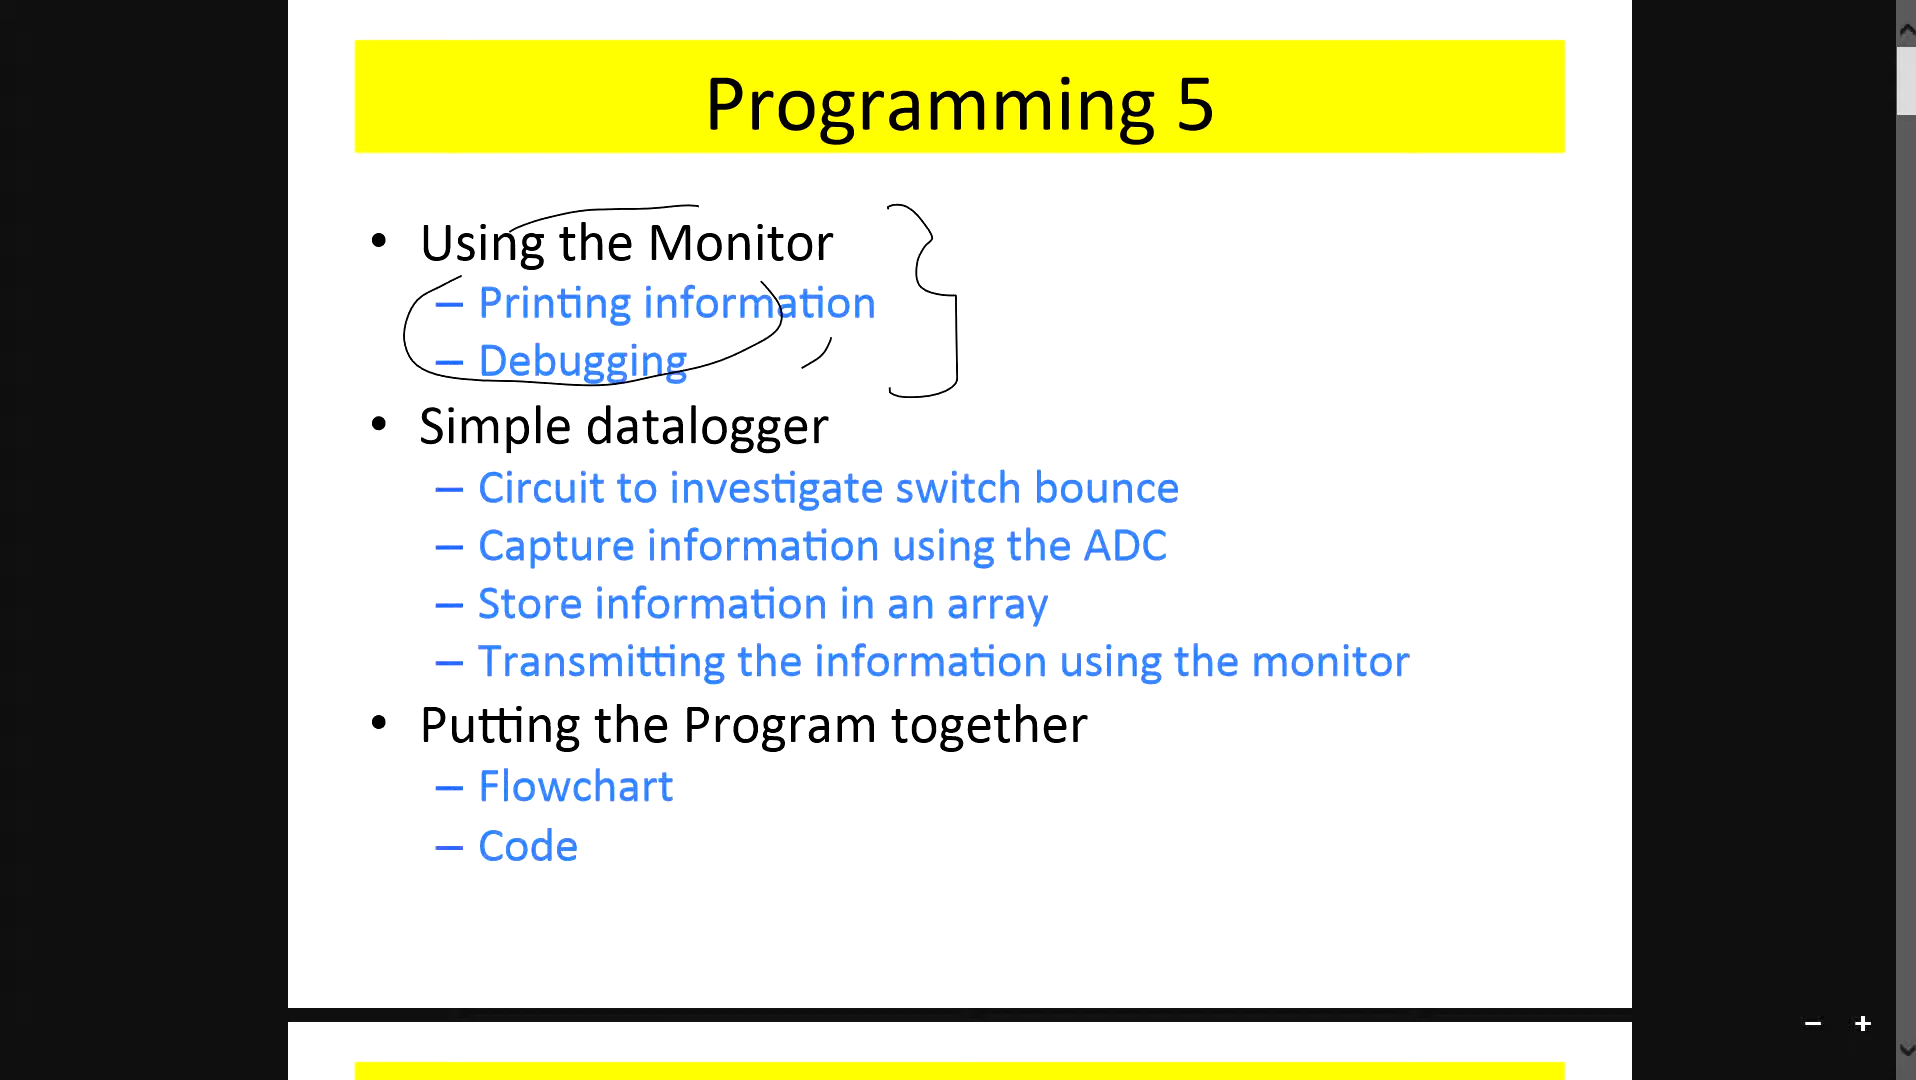 Programming 5
• Using the Monitor
– Printing information
– Debugging
• Simple datalogger
– Circuit to investigate switch bounce
– Capture information using the ADC
– Store information in an array
– Transmitting the information using the monitor
• Putting the Program together
– Flowchart
– Code